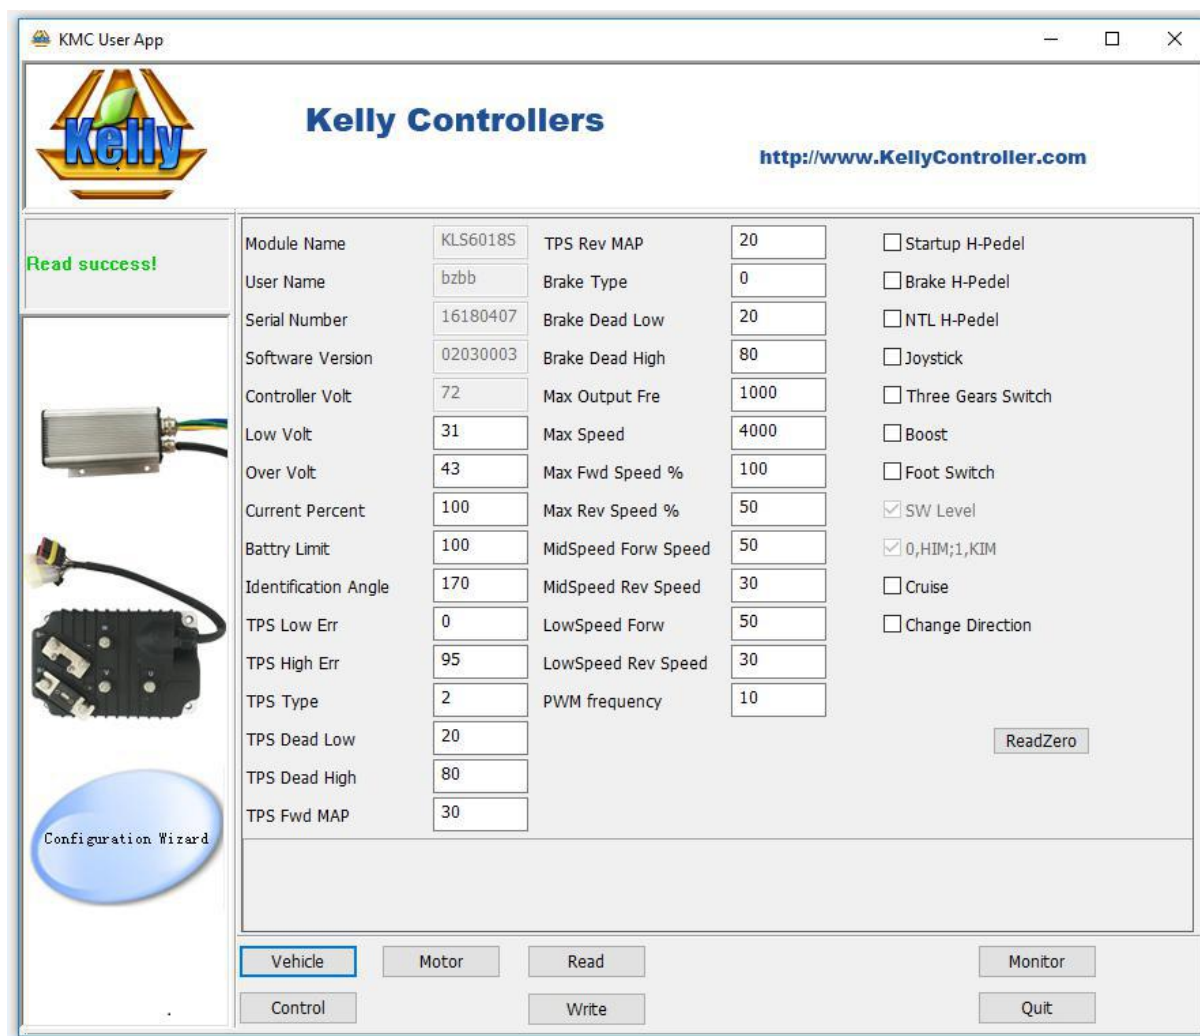 KMC User App
Kelly
Kelly Controllers
http://www.KellyController.com
Read success!
Configuration Wizard
Module Name KLS6018S
User Name bzbb
Serial Number 16180407
Software Version 02030003
Controller Volt 72
Low Volt 31
Over Volt 43
Current Percent 100
Battry Limit 100
Identification Angle 170
TPS Low Err 0
TPS High Err 95
TPS Type 2
TPS Dead Low 20
TPS Dead High 80
TPS Fwd MAP 30
TPS Rev MAP 20
Brake Type 0
Brake Dead Low 20
Brake Dead High 80
Max Output Fre 1000
Max Speed 4000
Max Fwd Speed % 100
Max Rev Speed % 50
MidSpeed Forw Speed 50
MidSpeed Rev Speed 30
LowSpeed Forw 50
LowSpeed Rev Speed 30
PWM frequency 10
Startup H-Pedel
Brake H-Pedel
NTL H-Pedel
Joystick
Three Gears Switch
Boost
Foot Switch
SW Level
0,HIM;1,KIM
Cruise
Change Direction
ReadZero
Vehicle Motor Read Monitor
Control Write Quit